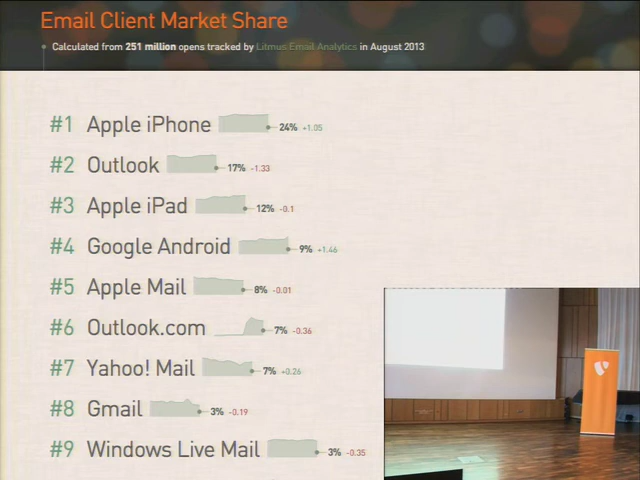 Email Client Market Share
Calculated from 251 million opens tracked by Litmus Email Analytics in August 2013
#1 Apple iPhone 24% +1.05
#2 Outlook 17% -1.33
#3 Apple iPad 12% -0.1
#4 Google Android 9% +1.46
#5 Apple Mail 8% -0.01
#6 Outlook.com 7% -0.36
#7 Yahoo! Mail 7% +0.26
#8 Gmail 3% -0.19
#9 Windows Live Mail 3% -0.35